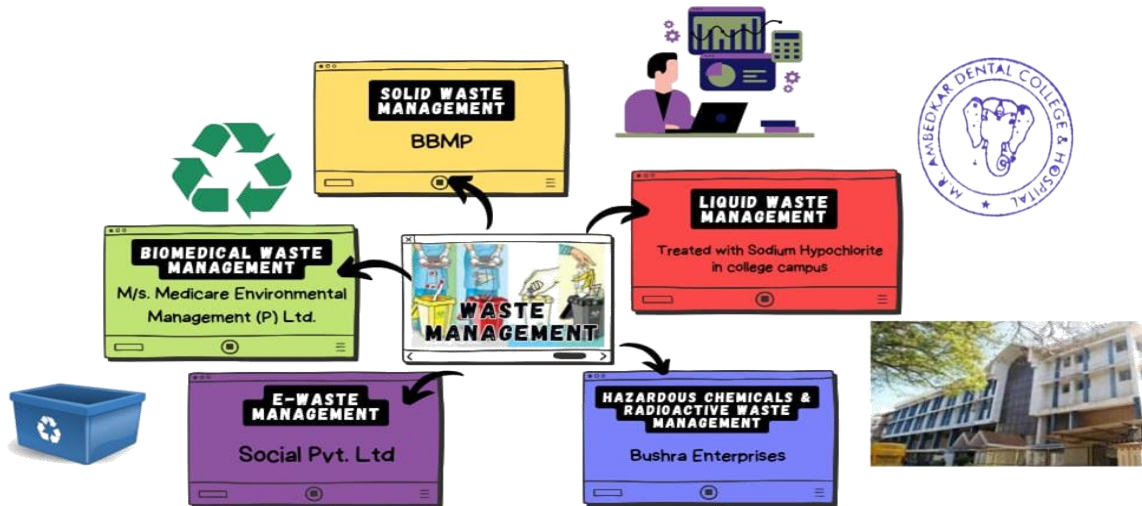 SOLID WASTE
MANAGEMENT
BBMP
M.R. AMBEDKAR DENTAL COLLEGE & HOSPITAL
LIQUID WASTE
MANAGEMENT
Treated with Sodium Hypochlorite
in college campus
BIOMEDICAL WASTE
MANAGEMENT
M/s. Medicare Environmental
Management (P) Ltd.
WASTE
MANAGEMENT
E-WASTE
MANAGEMENT
Social Pvt. Ltd
HAZARDOUS CHEMICALS &
RADIOACTIVE WASTE
MANAGEMENT
Bushra Enterprises